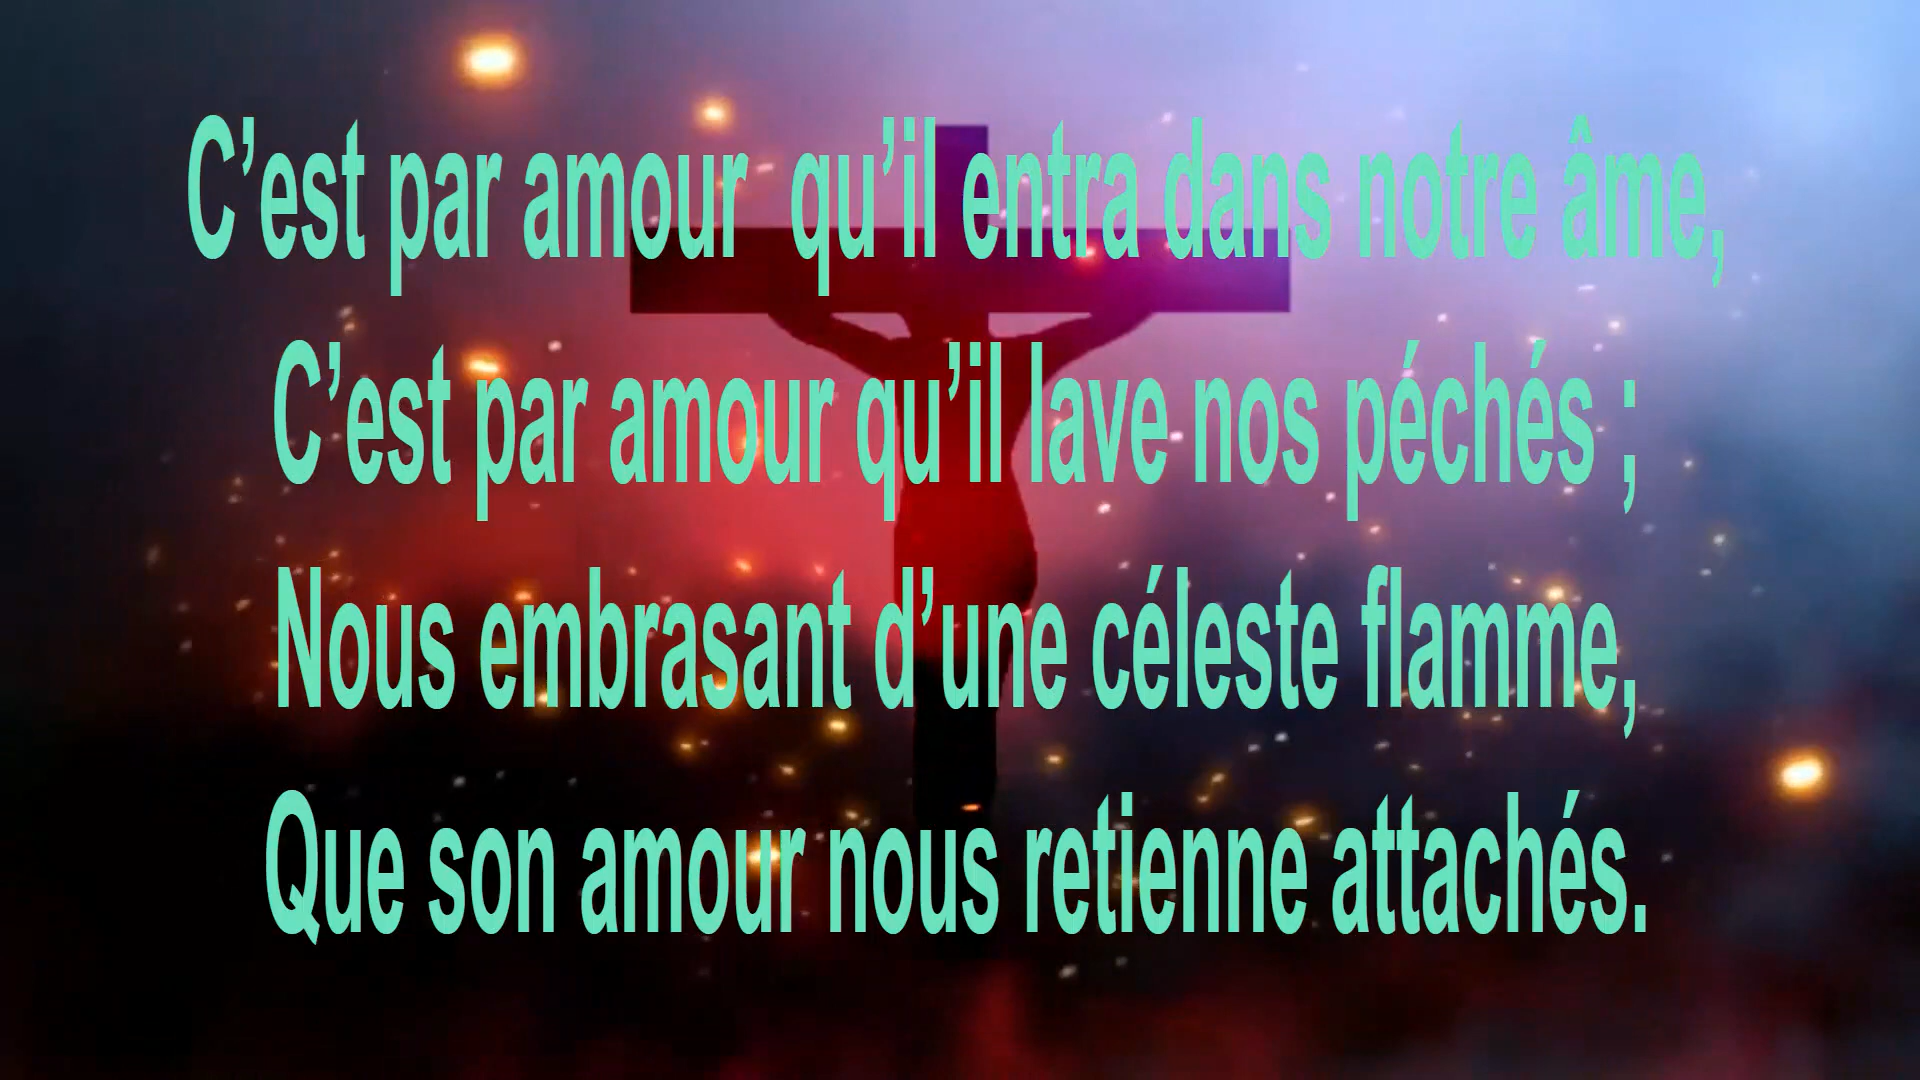 C’est par amour  qu’il entra dans notre âme,
C’est par amour qu’il lave nos péchés ;
Nous embrasant d’une céleste flamme,
Que son amour nous retienne attachés.